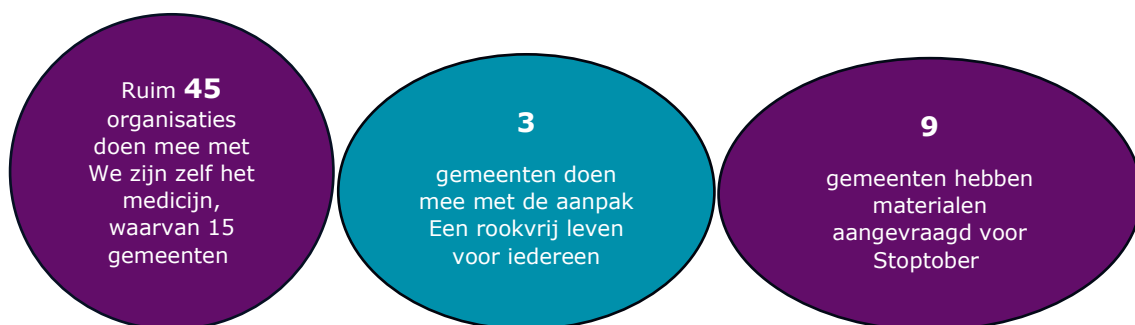 Ruim 45
organisaties
doen mee met
We zijn zelf het
medicijn,
waarvan 15
gemeenten
3
gemeenten doen
mee met de aanpak
Een rookvrij leven
voor iedereen
9
gemeenten hebben
materialen
aangevraagd voor
Stoptober